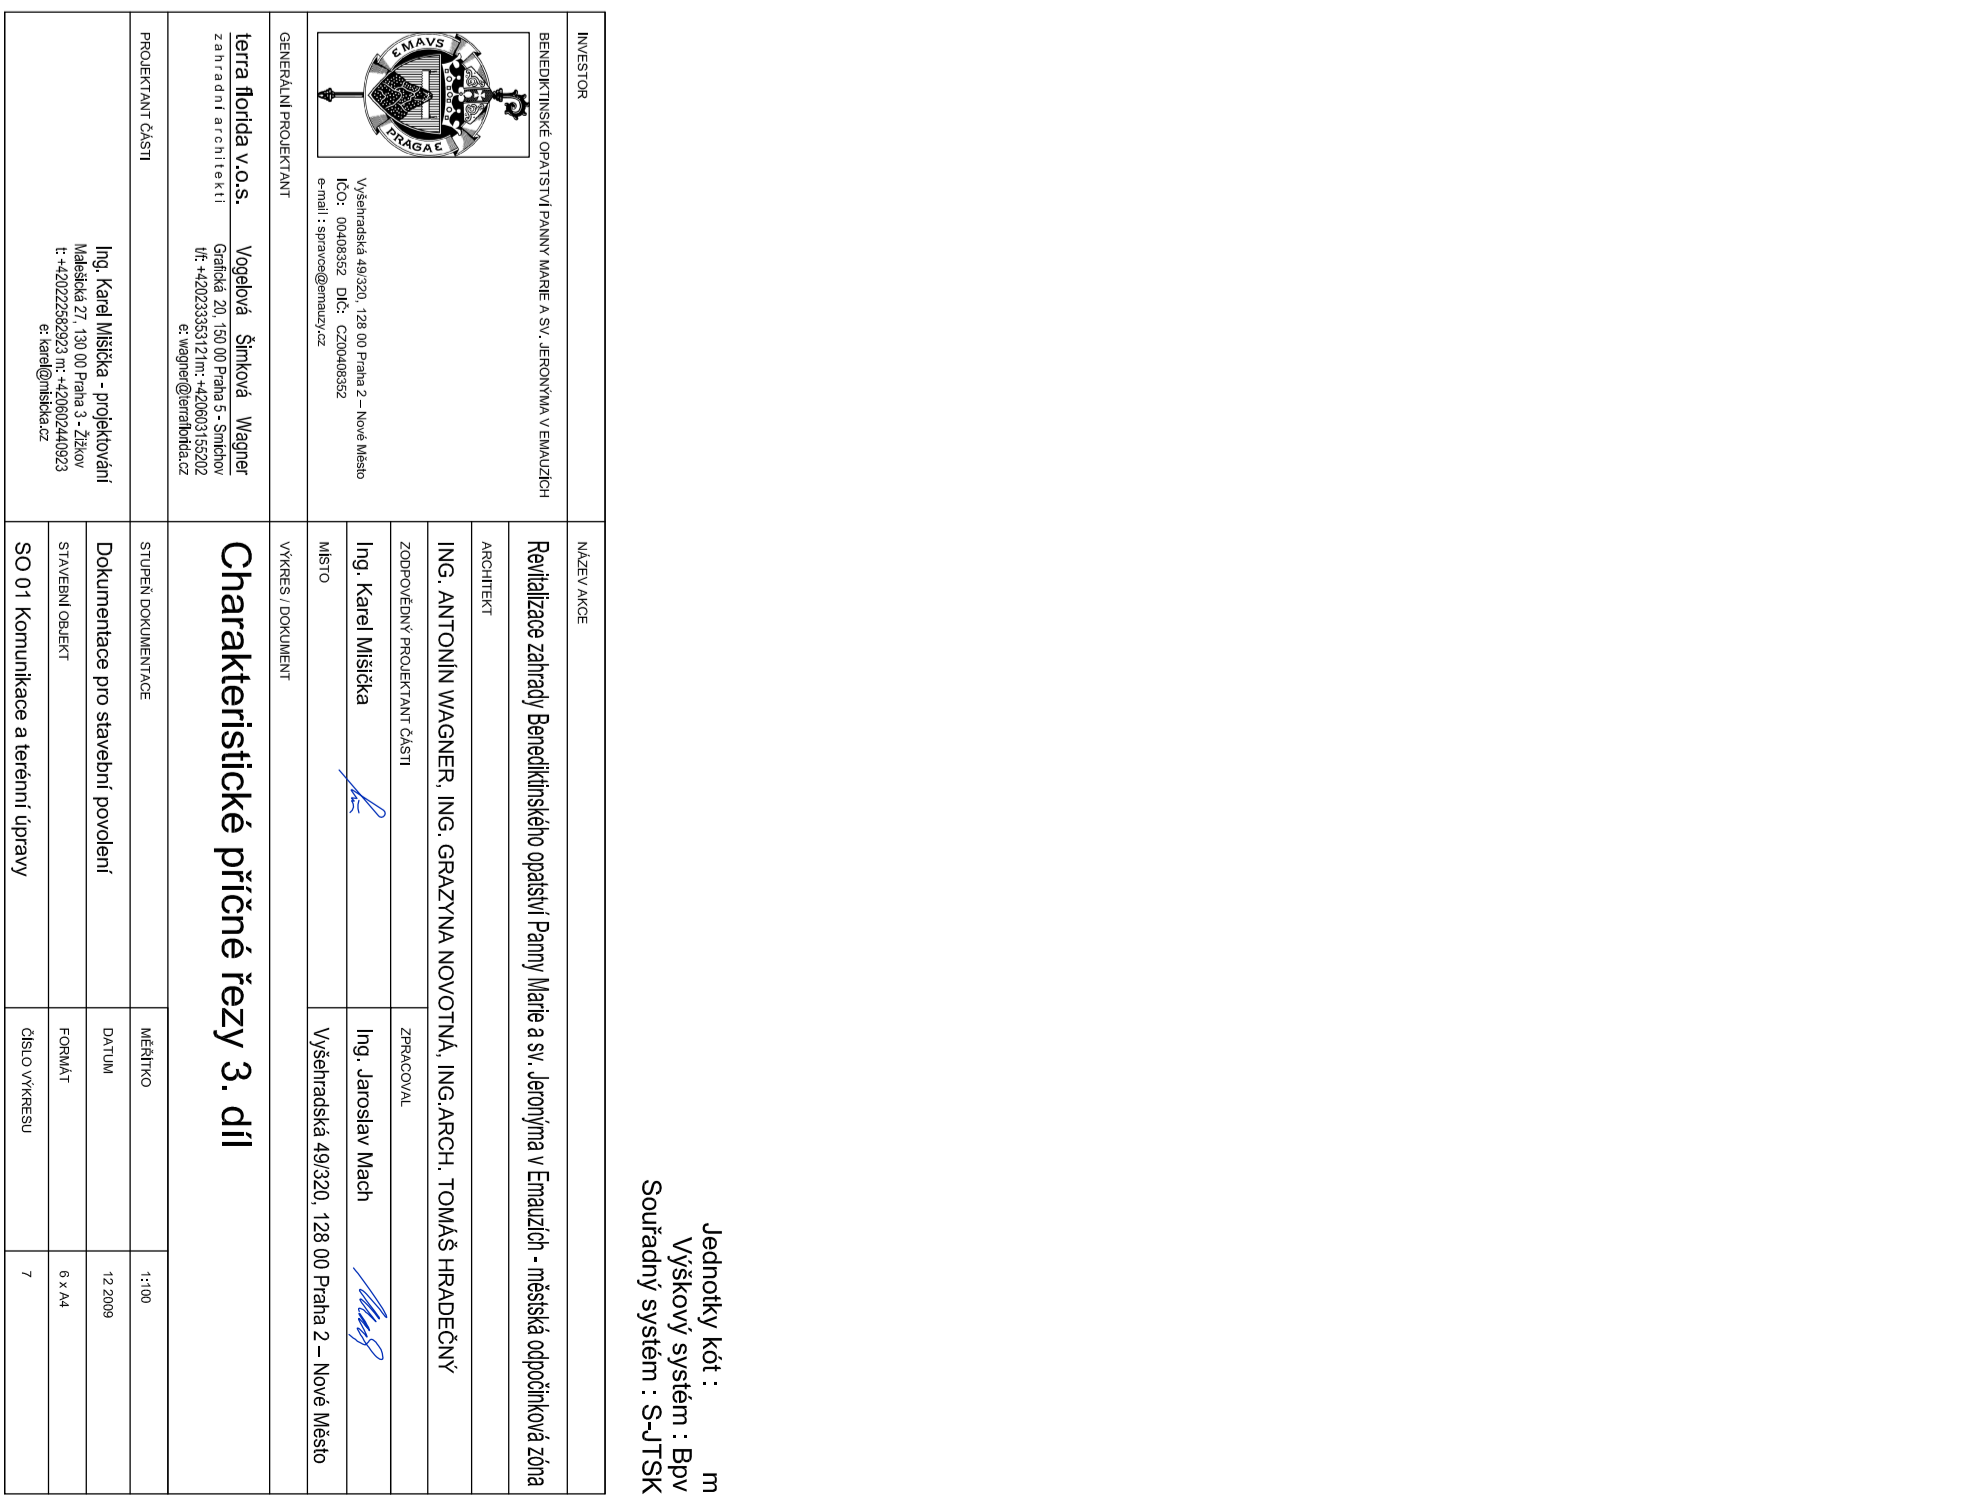 Jednotky kót : m
Výškový systém : Bpv
Souřadný systém : S-JTSK
INVESTOR
BENEDIKTINSKÉ OPATSTVÍ PANNY MARIE A SV. JERONÝMA V EMAUZÍCH
EMAVS
PRAGAE
Vyšehradská 49/320, 128 00 Praha 2 – Nové Město
IČO: 00408352 DIČ: CZ00408352
e-mail : spravce@emauzy.cz
NÁZEV AKCE
Revitalizace zahrady Benediktinského opatství Panny Marie a sv. Jeronýma v Emauzích - městská odpočinková zóna
ARCHITEKT
ING. ANTONÍN WAGNER, ING. GRAZYNA NOVOTNÁ, ING.ARCH. TOMÁŠ HRADEČNÝ
ZODPOVĚDNÝ PROJEKTANT ČÁSTI
ZPRACOVAL
Ing. Karel Mišička
Ing. Jaroslav Mach
MÍSTO
Vyšehradská 49/320, 128 00 Praha 2 – Nové Město
GENERÁLNÍ PROJEKTANT
terra florida v.o.s.
zahradní architekti
Vogelová Šimková Wagner
Grafická 20, 150 00 Praha 5 - Smíchov
t/f: +420233353121m: +420603155202
e: wagner@terraflorida.cz
VÝKRES / DOKUMENT
Charakteristické příčné řezy 3. díl
PROJEKTANT ČÁSTI
Ing. Karel Mišička - projektování
Malešická 27, 130 00 Praha 3 - Žižkov
t: +420222582923 m: +420602440923
e: karel@misicka.cz
STUPEŇ DOKUMENTACE
MĚŘÍTKO
1:100
Dokumentace pro stavební povolení
DATUM
12 2009
STAVEBNÍ OBJEKT
FORMÁT
6 x A4
SO 01 Komunikace a terénní úpravy
ČÍSLO VÝKRESU
7